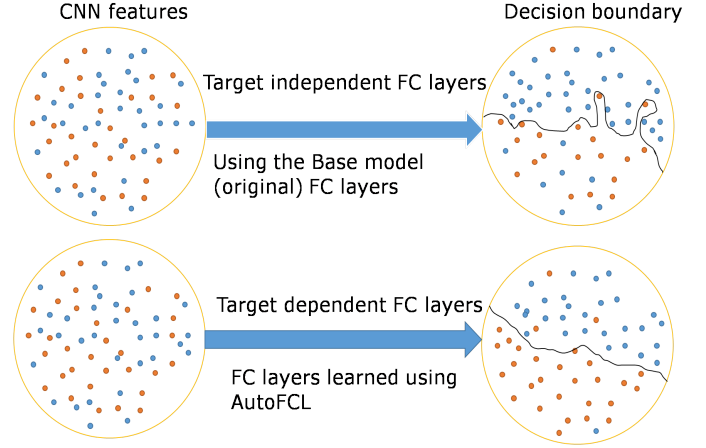 CNN features
Decision boundary
Target independent FC layers
Using the Base model
(original) FC layers
Target dependent FC layers
FC layers learned using
AutoFCL